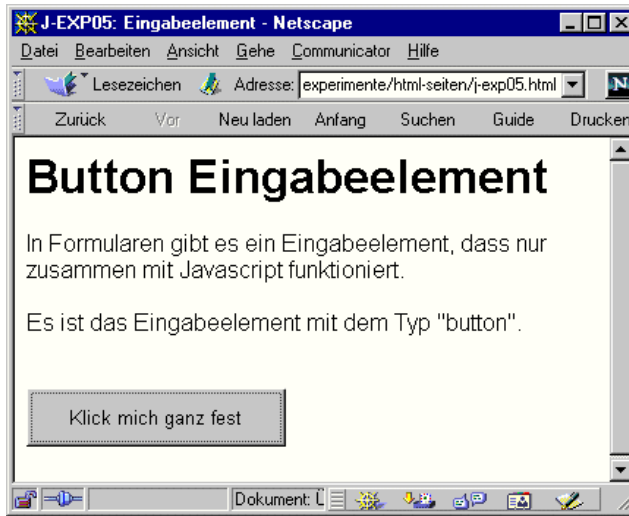 J-EXP05: Eingabeelement - Netscape
Datei Bearbeiten Ansicht Gehe Communicator Hilfe
Lesezeichen Adresse: experimente/html-seiten/j-exp05.html N
Zurück Vor Neu laden Anfang Suchen Guide Drucken
Button Eingabeelement
In Formularen gibt es ein Eingabeelement, dass nur
zusammen mit Javascript funktioniert.
Es ist das Eingabeelement mit dem Typ "button".
Klick mich ganz fest
Dokument: Ü